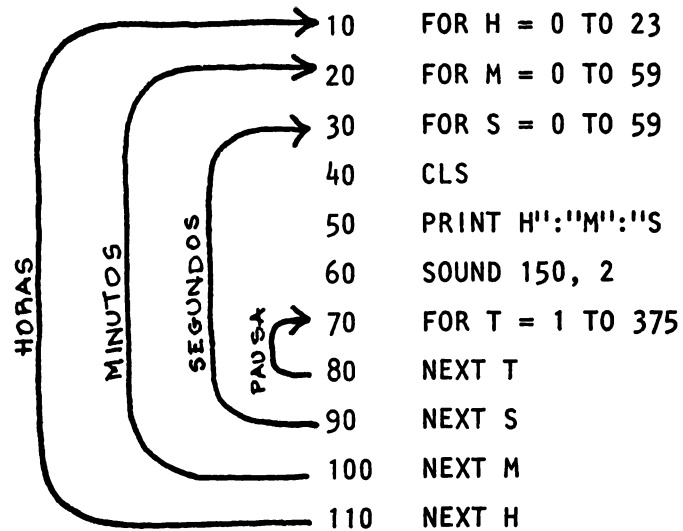 10 FOR H = 0 TO 23
20 FOR M = 0 TO 59
30 FOR S = 0 TO 59
40 CLS
50 PRINT H":"M":"S
60 SOUND 150, 2
70 FOR T = 1 TO 375
80 NEXT T
90 NEXT S
100 NEXT M
110 NEXT H
HORAS
MINUTOS
SEGUNDOS
PAUSA